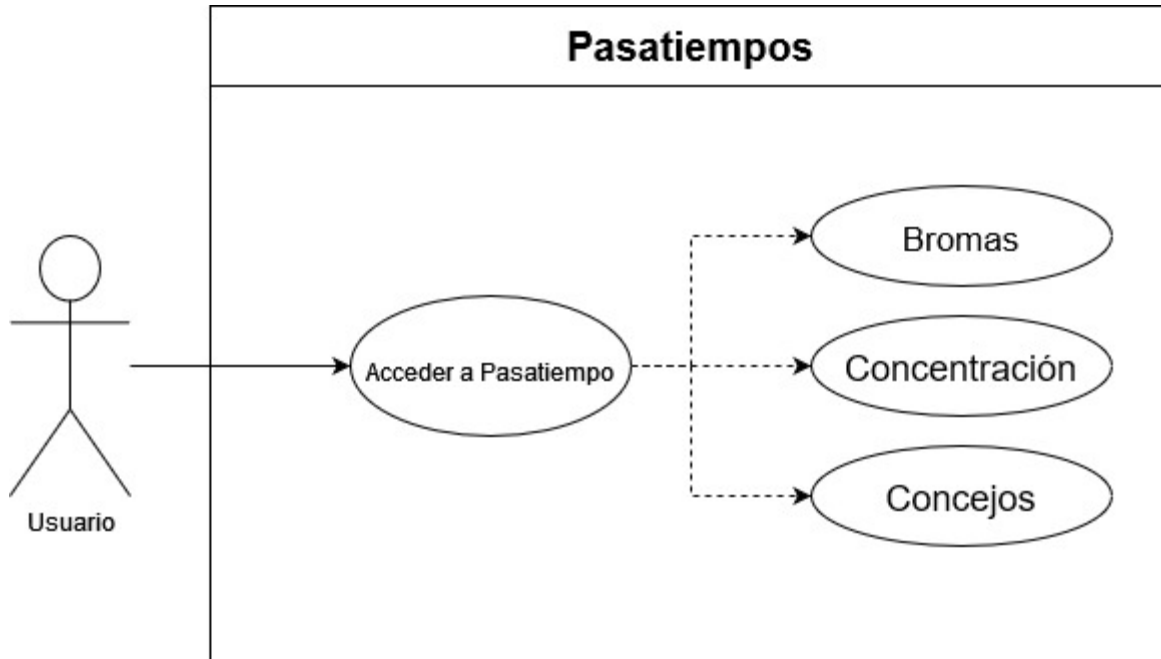 Pasatiempos
Bromas
Acceder a Pasatiempo
Concentración
Concejos
Usuario